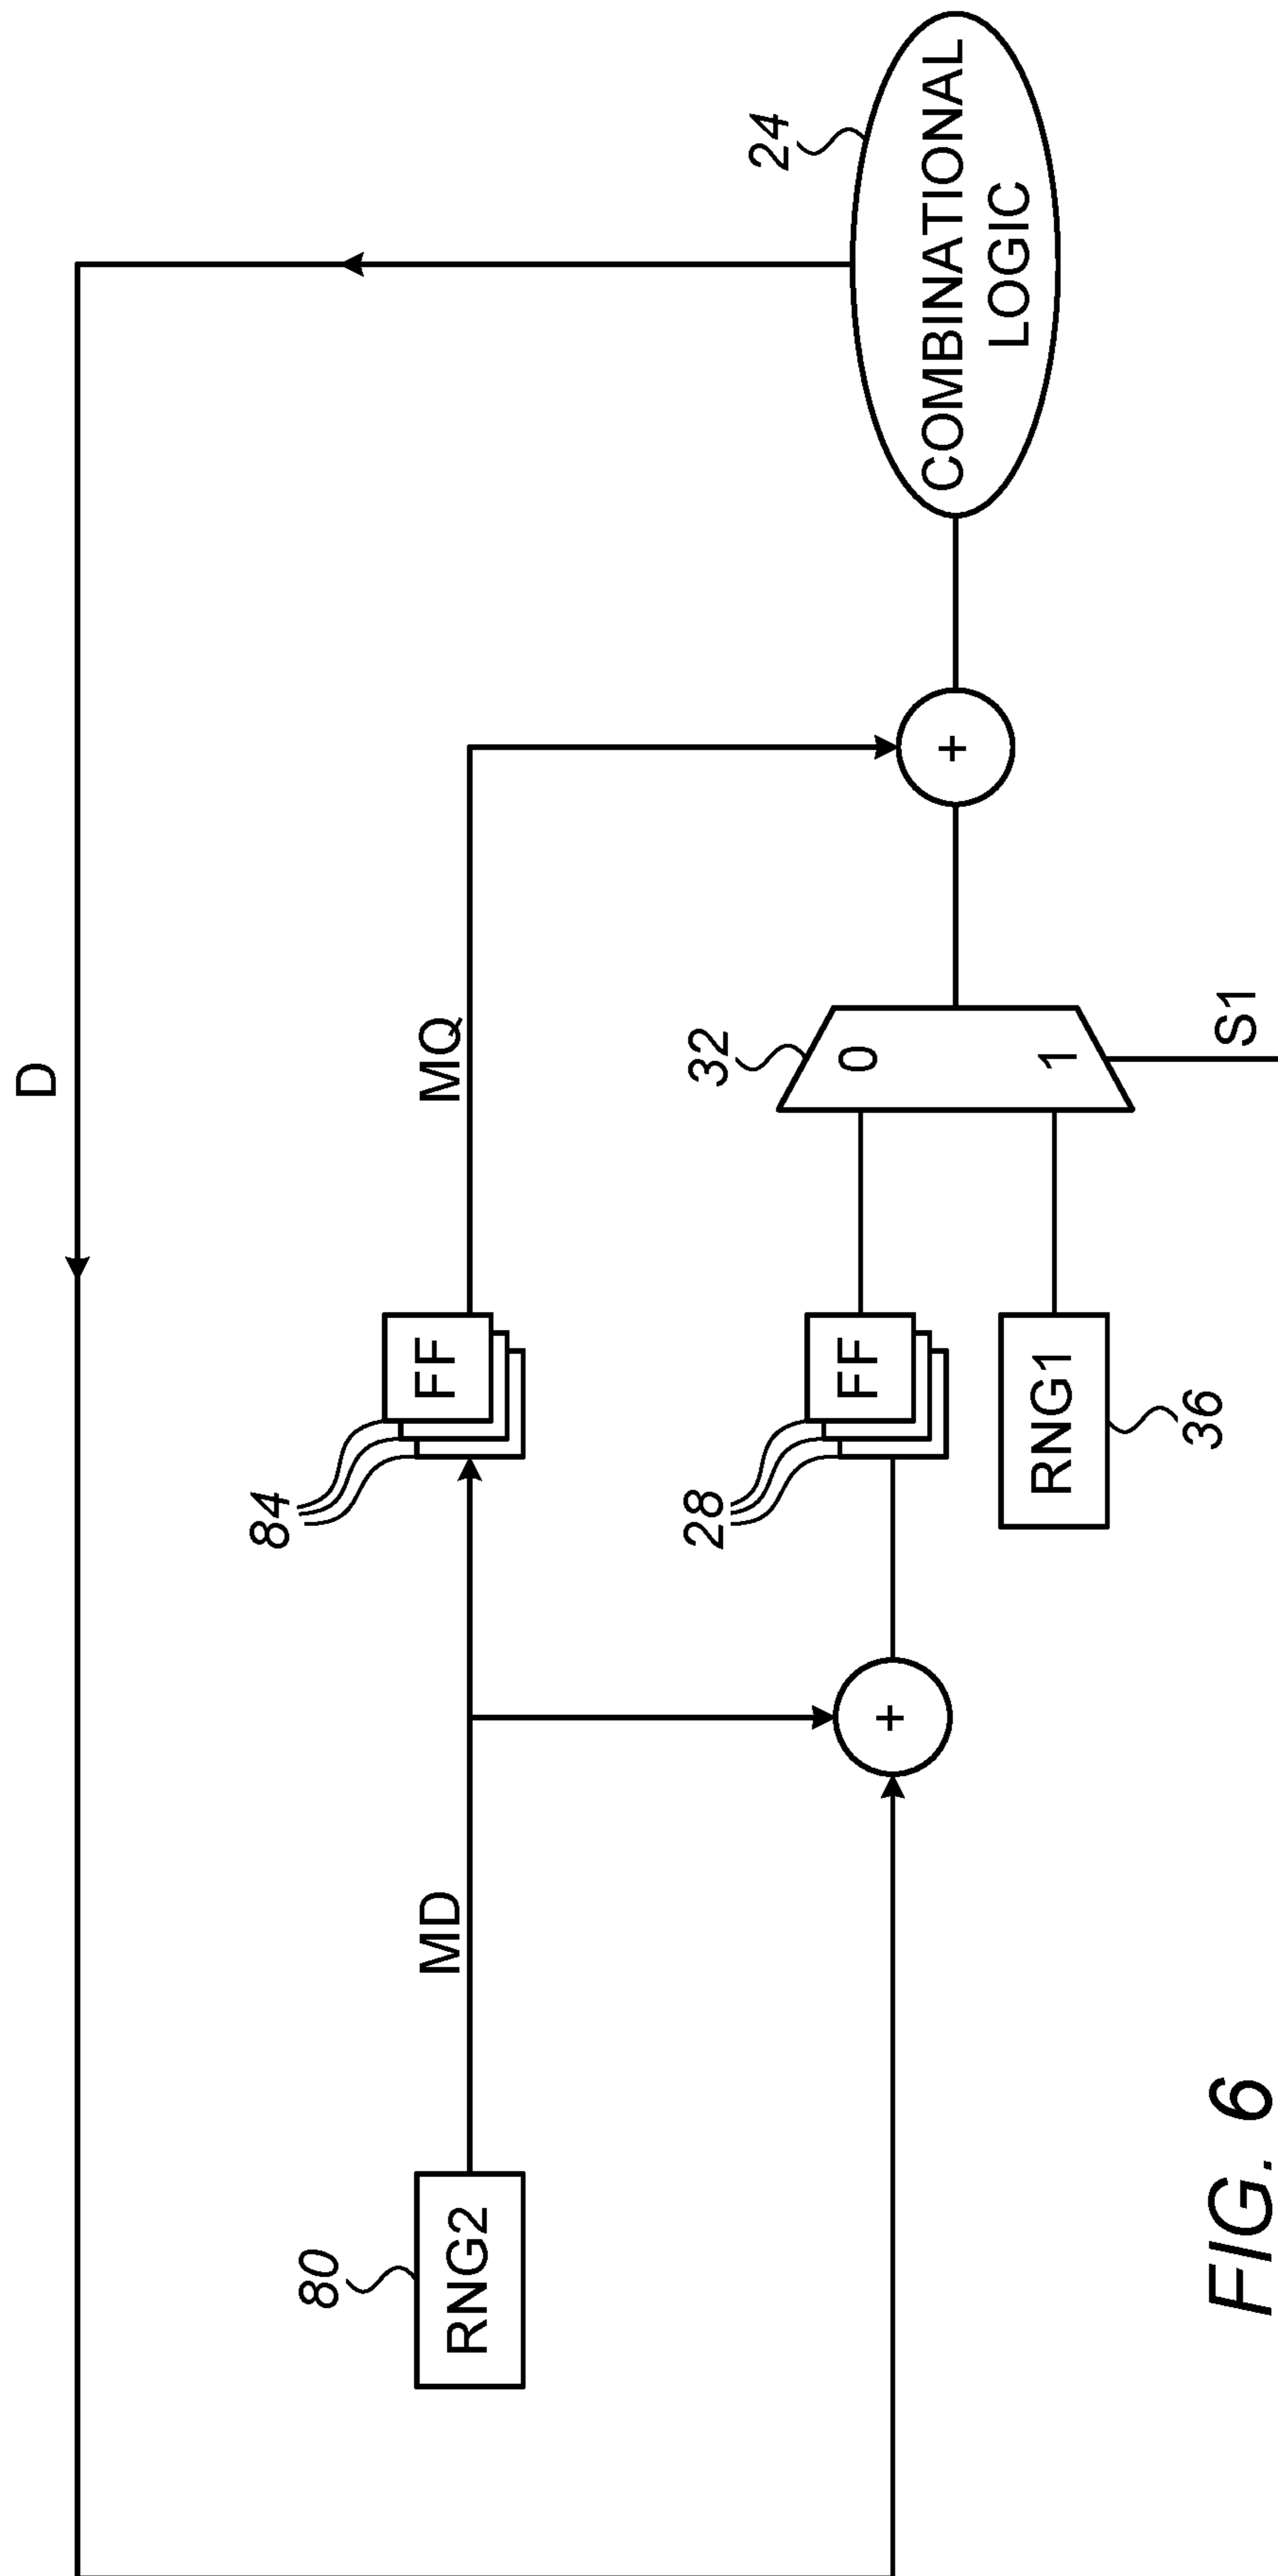 D
80
RNG2
MD
84
FF
MQ
24
COMBINATIONAL
LOGIC
+
28
FF
32
0
1
+
RNG1
36
S1
FIG. 6